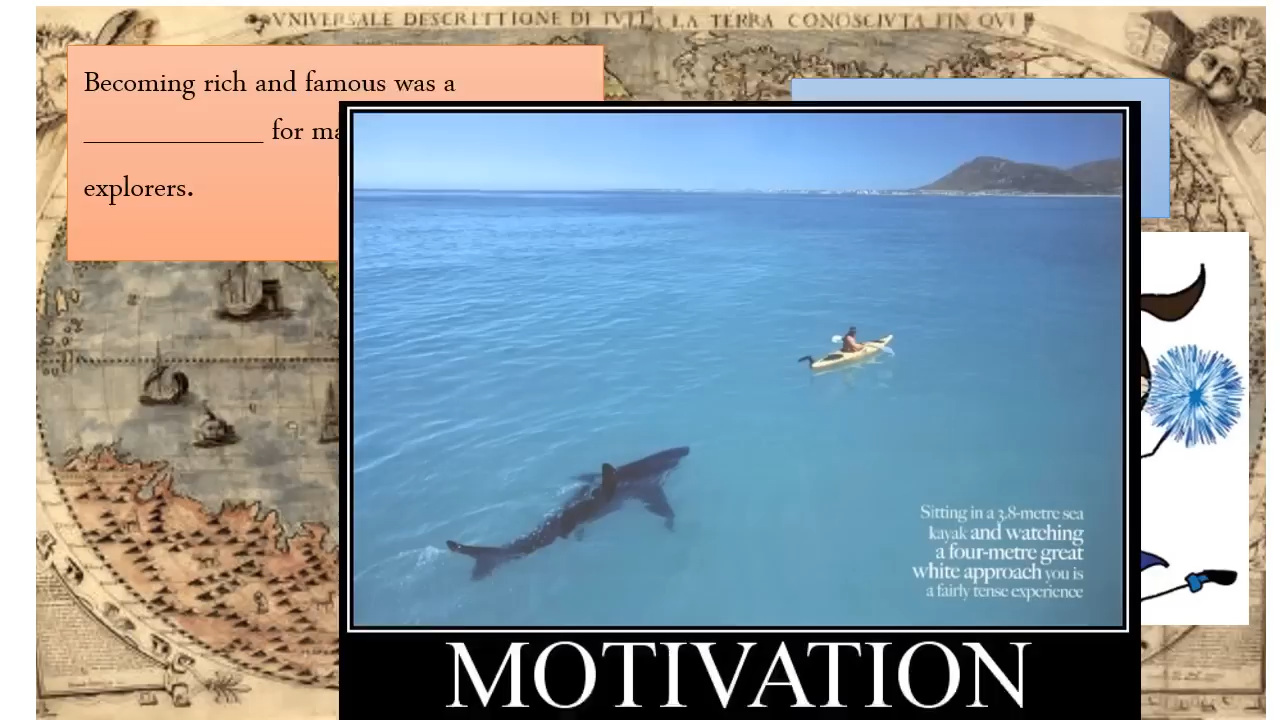 VNIVERSALE DESCRITTIONE DI TVTTA LA TERRA CONOSCIVTA FIN QVI
Becoming rich and famous was a
_____________ for ma
explorers.
Sitting in a 3.8-metre sea
kayak and watching
a four-metre great
white approach you is
a fairly tense experience
MOTIVATION